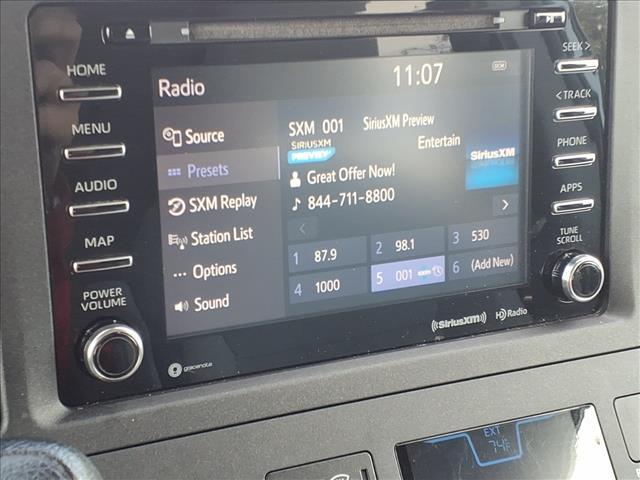 HOME
MENU
AUDIO
MAP
POWER
VOLUME
SEEK >
< TRACK
PHONE
APPS
TUNE
SCROLL
Radio
11:07
Source
Presets
SXM Replay
Station List
Options
Sound
SXM 001 SiriusXM Preview
SIRIUSXM
PREVIEW
Entertain
SiriusXM
Great Offer Now!
844-711-8800
1 87.9
2 98.1
3 530
4 1000
5 001 SXM
6 (Add New)
gracenote
((SiriusXM))
HD Radio
EXT
74°F